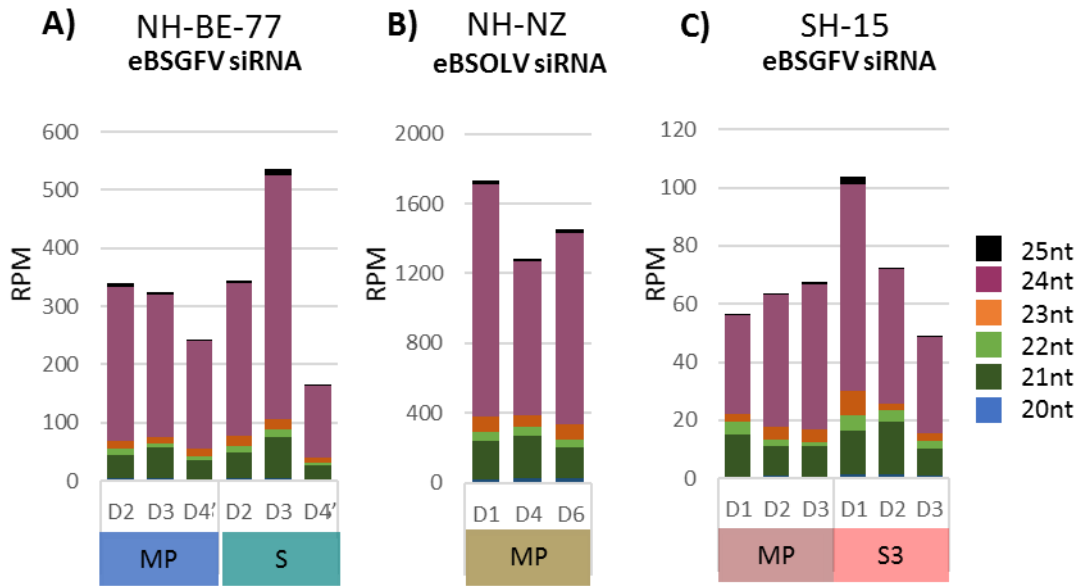 A) NH-BE-77
eBSGFV siRNA
RPM
600
500
400
300
200
100
0
D2 D3 D4' D2 D3 D4'
MP S
B) NH-NZ
eBSOLV siRNA
RPM
2000
1600
1200
800
400
0
D1 D4 D6
MP
C) SH-15
eBSGFV siRNA
RPM
120
100
80
60
40
20
0
D1 D2 D3 D1 D2 D3
MP S3
25nt
24nt
23nt
22nt
21nt
20nt